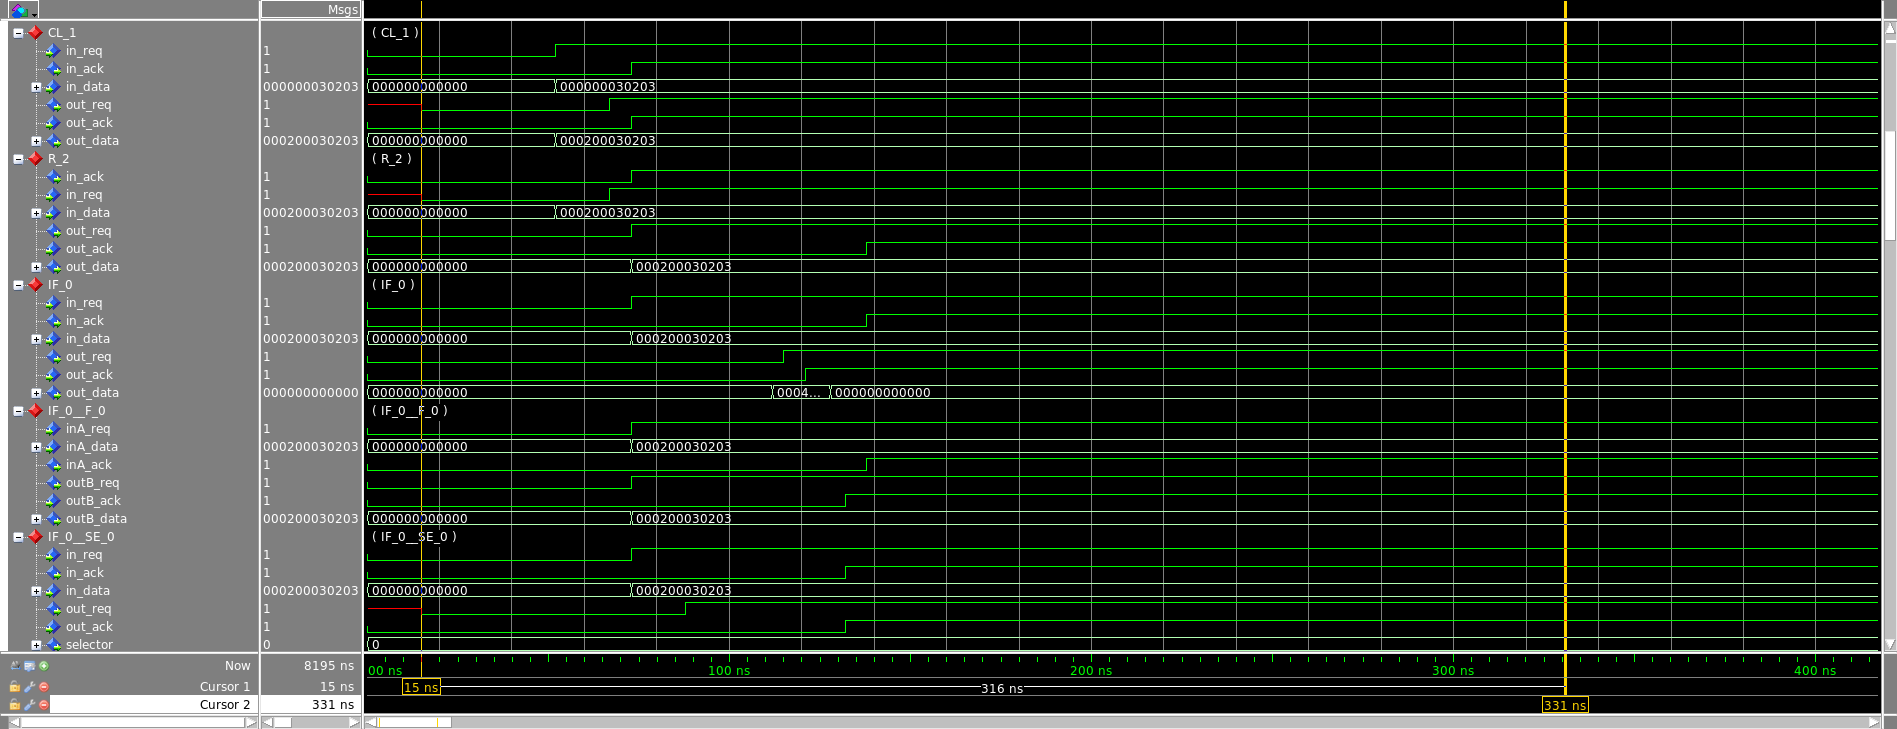 Msgs
CL_1 ( CL_1 )
in_req 1
in_ack 1
in_data 000000030203 000000000000 000000030203
out_req 1
out_ack 1
out_data 000200030203 000000000000 000200030203
R_2 ( R_2 )
in_ack 1
in_req 1
in_data 000200030203 000000000000 000200030203
out_req 1
out_ack 1
out_data 000200030203 000000000000 000200030203
IF_0 ( IF_0 )
in_req 1
in_ack 1
in_data 000200030203 000000000000 000200030203
out_req 1
out_ack 1
out_data 000000000000 000000000000 0004... 000000000000
IF_0__F_0 ( IF_0__F_0 )
inA_req 1
inA_data 000200030203 000000000000 000200030203
inA_ack 1
outB_req 1
outB_ack 1
outB_data 000200030203 000000000000 000200030203
IF_0__SE_0 ( IF_0__SE_0 )
in_req 1
in_ack 1
in_data 000200030203 000000000000 000200030203
out_req 1
out_ack 1
selector 0 0
Now 8195 ns 00 ns 100 ns 200 ns 300 ns 400 ns
Cursor 1 15 ns 15 ns 316 ns
Cursor 2 331 ns 331 ns